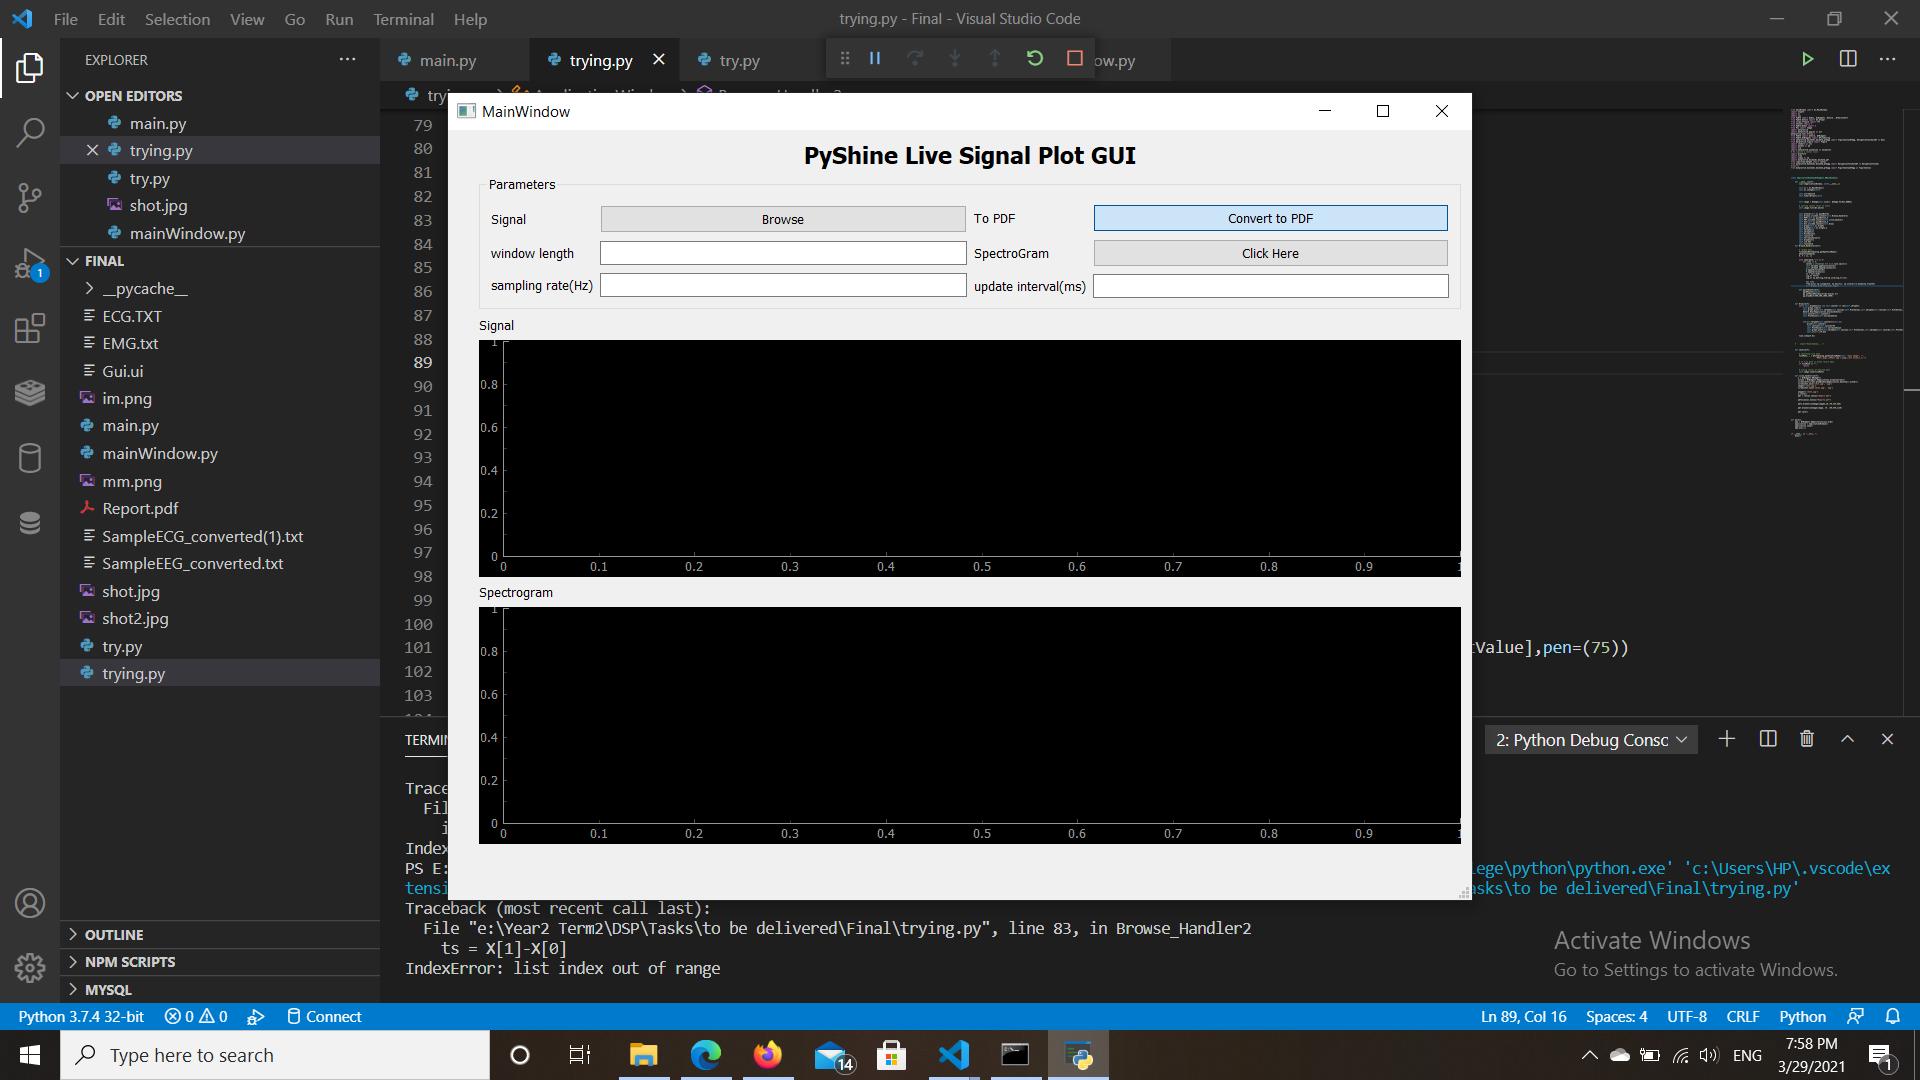 File Edit Selection View Go Run Terminal Help
trying.py - Final - Visual Studio Code
EXPLORER
main.py
trying.py
try.py
ow.py
OPEN EDITORS
main.py
trying.py
try.py
shot.jpg
mainWindow.py
1
FINAL
__pycache__
ECG.TXT
EMG.txt
Gui.ui
im.png
main.py
mainWindow.py
mm.png
Report.pdf
SampleECG_converted(1).txt
SampleEEG_converted.txt
shot.jpg
shot2.jpg
try.py
trying.py
OUTLINE
NPM SCRIPTS
MYSQL
79
80
81
82
83
84
85
86
87
88
89
90
91
92
93
94
95
96
97
98
99
100
101
102
103
MainWindow
PyShine Live Signal Plot GUI
Parameters
Signal Browse To PDF Convert to PDF
window length SpectroGram Click Here
sampling rate(Hz) update interval(ms)
Signal
1
0.8
0.6
0.4
0.2
0
0 0.1 0.2 0.3 0.4 0.5 0.6 0.7 0.8 0.9 1
Spectrogram
1
0.8
0.6
0.4
0.2
0
0 0.1 0.2 0.3 0.4 0.5 0.6 0.7 0.8 0.9 1
tValue],pen=(75))
TERMIN
2: Python Debug Consc
Trace
Fil
i
Index
PS E: ege\python\python.exe' 'c:\Users\HP\.vscode\ex
tensi asks\to be delivered\Final\trying.py'
Traceback (most recent call last):
File "e:\Year2 Term2\DSP\Tasks\to be delivered\Final\trying.py", line 83, in Browse_Handler2
ts = X[1]-X[0]
IndexError: list index out of range
Activate Windows
Go to Settings to activate Windows.
Python 3.7.4 32-bit 0 0 Connect
Ln 89, Col 16 Spaces: 4 UTF-8 CRLF Python
Type here to search
14
ENG
7:58 PM
3/29/2021
1